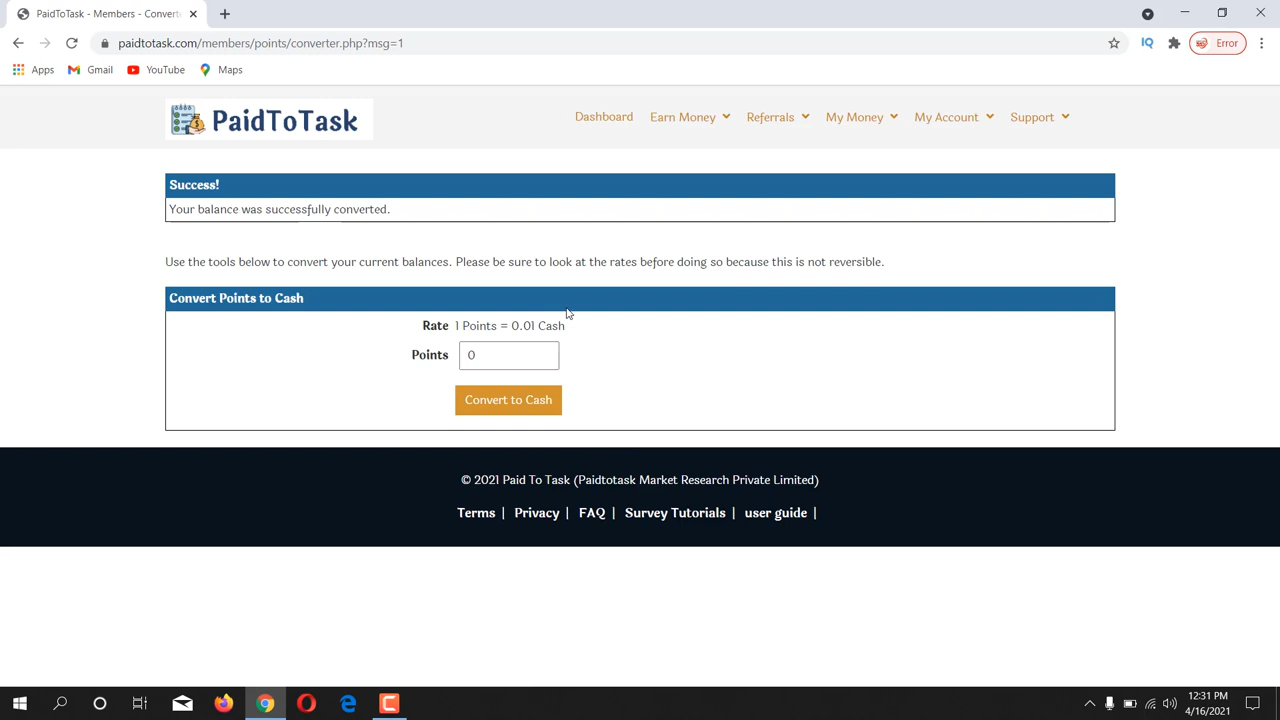 PaidToTask - Members - Converte
paidtotask.com/members/points/converter.php?msg=1
Error
Apps Gmail YouTube Maps
PaidToTask
Dashboard Earn Money Referrals My Money My Account Support
Success!
Your balance was successfully converted.
Use the tools below to convert your current balances. Please be sure to look at the rates before doing so because this is not reversible.
Convert Points to Cash
Rate 1 Points = 0.01 Cash
Points 0
Convert to Cash
© 2021 Paid To Task (Paidtotask Market Research Private Limited)
Terms | Privacy | FAQ | Survey Tutorials | user guide |
12:31 PM
4/16/2021